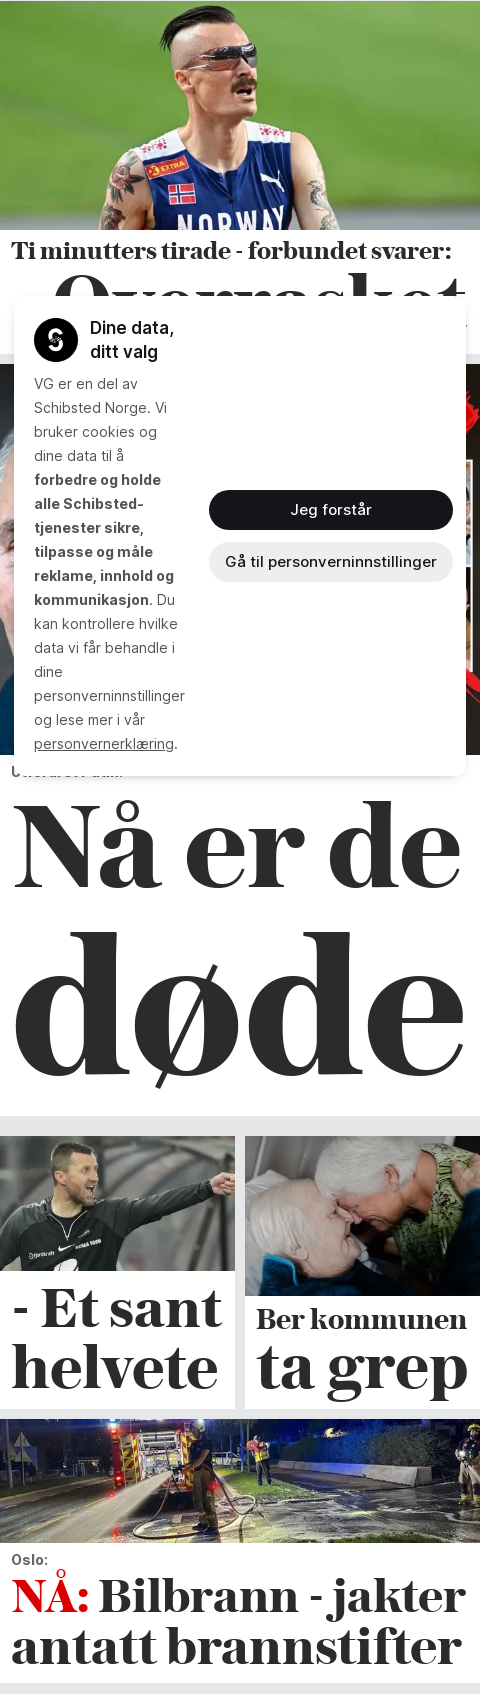 EXTRA
NORWAY
Ti minutters tirade - forbundet svarer:
Overrasket
Dine data,
ditt valg
VG er en del av
Schibsted Norge. Vi
bruker cookies og
dine data til å
forbedre og holde
alle Schibsted-
tjenester sikre,
tilpasse og måle
reklame, innhold og
kommunikasjon. Du
kan kontrollere hvilke
data vi får behandle i
dine
personverninnstillinger
og lese mer i vår
personvernerklæring.
Jeg forstår
Gå til personverninnstillinger
Nå er de
døde
- Et sant
helvete
Ber kommunen
ta grep
Oslo:
NÅ: Bilbrann - jakter
antatt brannstifter